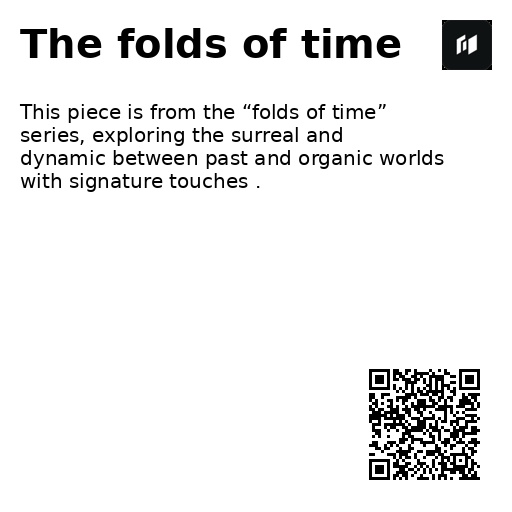 The folds of time
This piece is from the “folds of time”
series, exploring the surreal and
dynamic between past and organic worlds
with signature touches .